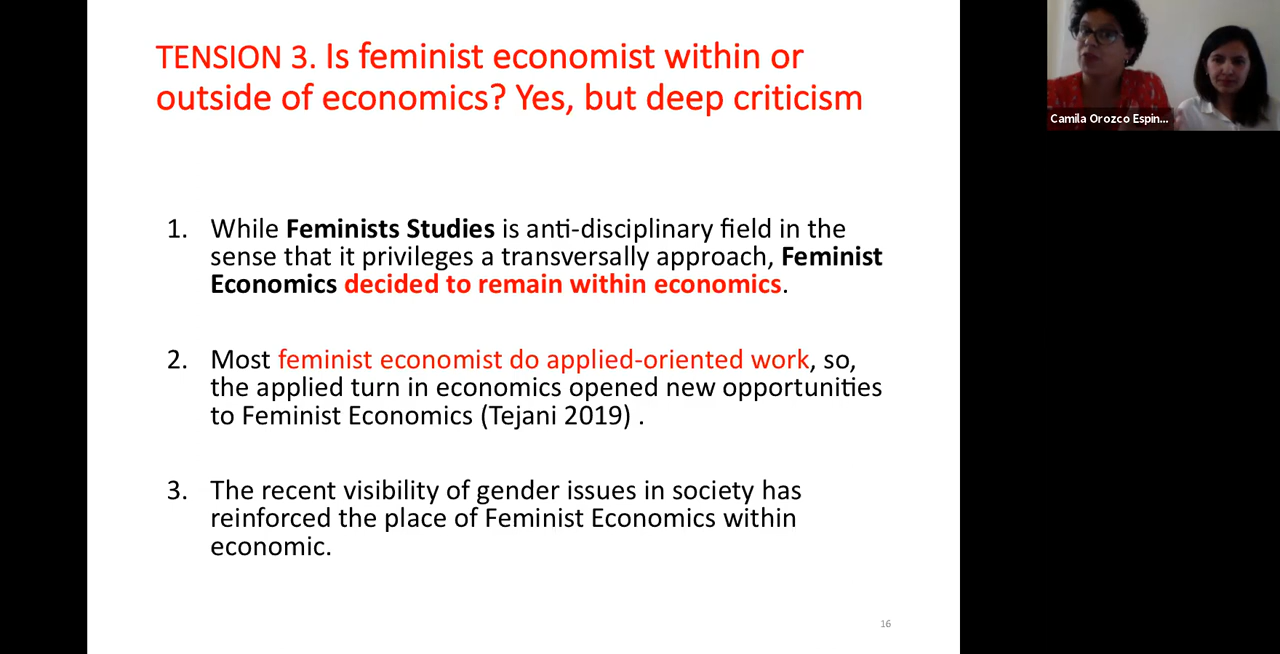 TENSION 3. Is feminist economist within or
outside of economics? Yes, but deep criticism
1. While Feminists Studies is anti-disciplinary field in the
sense that it privileges a transversally approach, Feminist
Economics decided to remain within economics.
2. Most feminist economist do applied-oriented work, so,
the applied turn in economics opened new opportunities
to Feminist Economics (Tejani 2019) .
3. The recent visibility of gender issues in society has
reinforced the place of Feminist Economics within
economic.
16
Camila Orozco Espin...